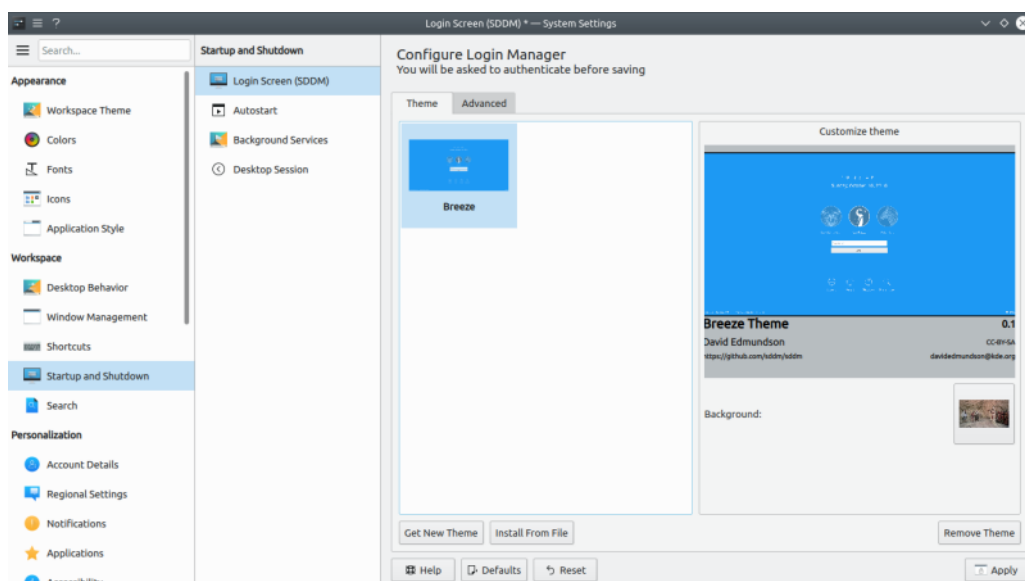 Login Screen (SDDM) * — System Settings
Search...
Appearance
Workspace Theme
Colors
Fonts
Icons
Application Style
Workspace
Desktop Behavior
Window Management
Shortcuts
Startup and Shutdown
Search
Personalization
Account Details
Regional Settings
Notifications
Applications
Accessibility
Startup and Shutdown
Login Screen (SDDM)
Autostart
Background Services
Desktop Session
Configure Login Manager
You will be asked to authenticate before saving
Theme
Advanced
Breeze
Customize theme
Breeze Theme
0.1
David Edmundson
CC-BY-SA
https://github.com/sddm/sddm
davidedmundson@kde.org
Background:
Get New Theme
Install From File
Remove Theme
Help
Defaults
Reset
Apply